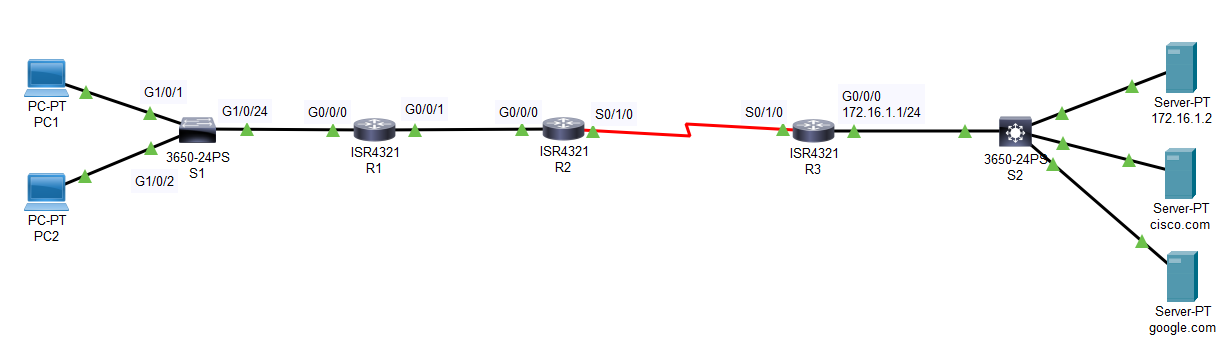 PC-PT
PC1
G1/0/1
G1/0/24
3650-24PS
S1
G1/0/2
PC-PT
PC2
G0/0/0
ISR4321
R1
G0/0/1
G0/0/0
ISR4321
R2
S0/1/0
S0/1/0
ISR4321
R3
G0/0/0
172.16.1.1/24
3650-24PS
S2
Server-PT
172.16.1.2
Server-PT
cisco.com
Server-PT
google.com